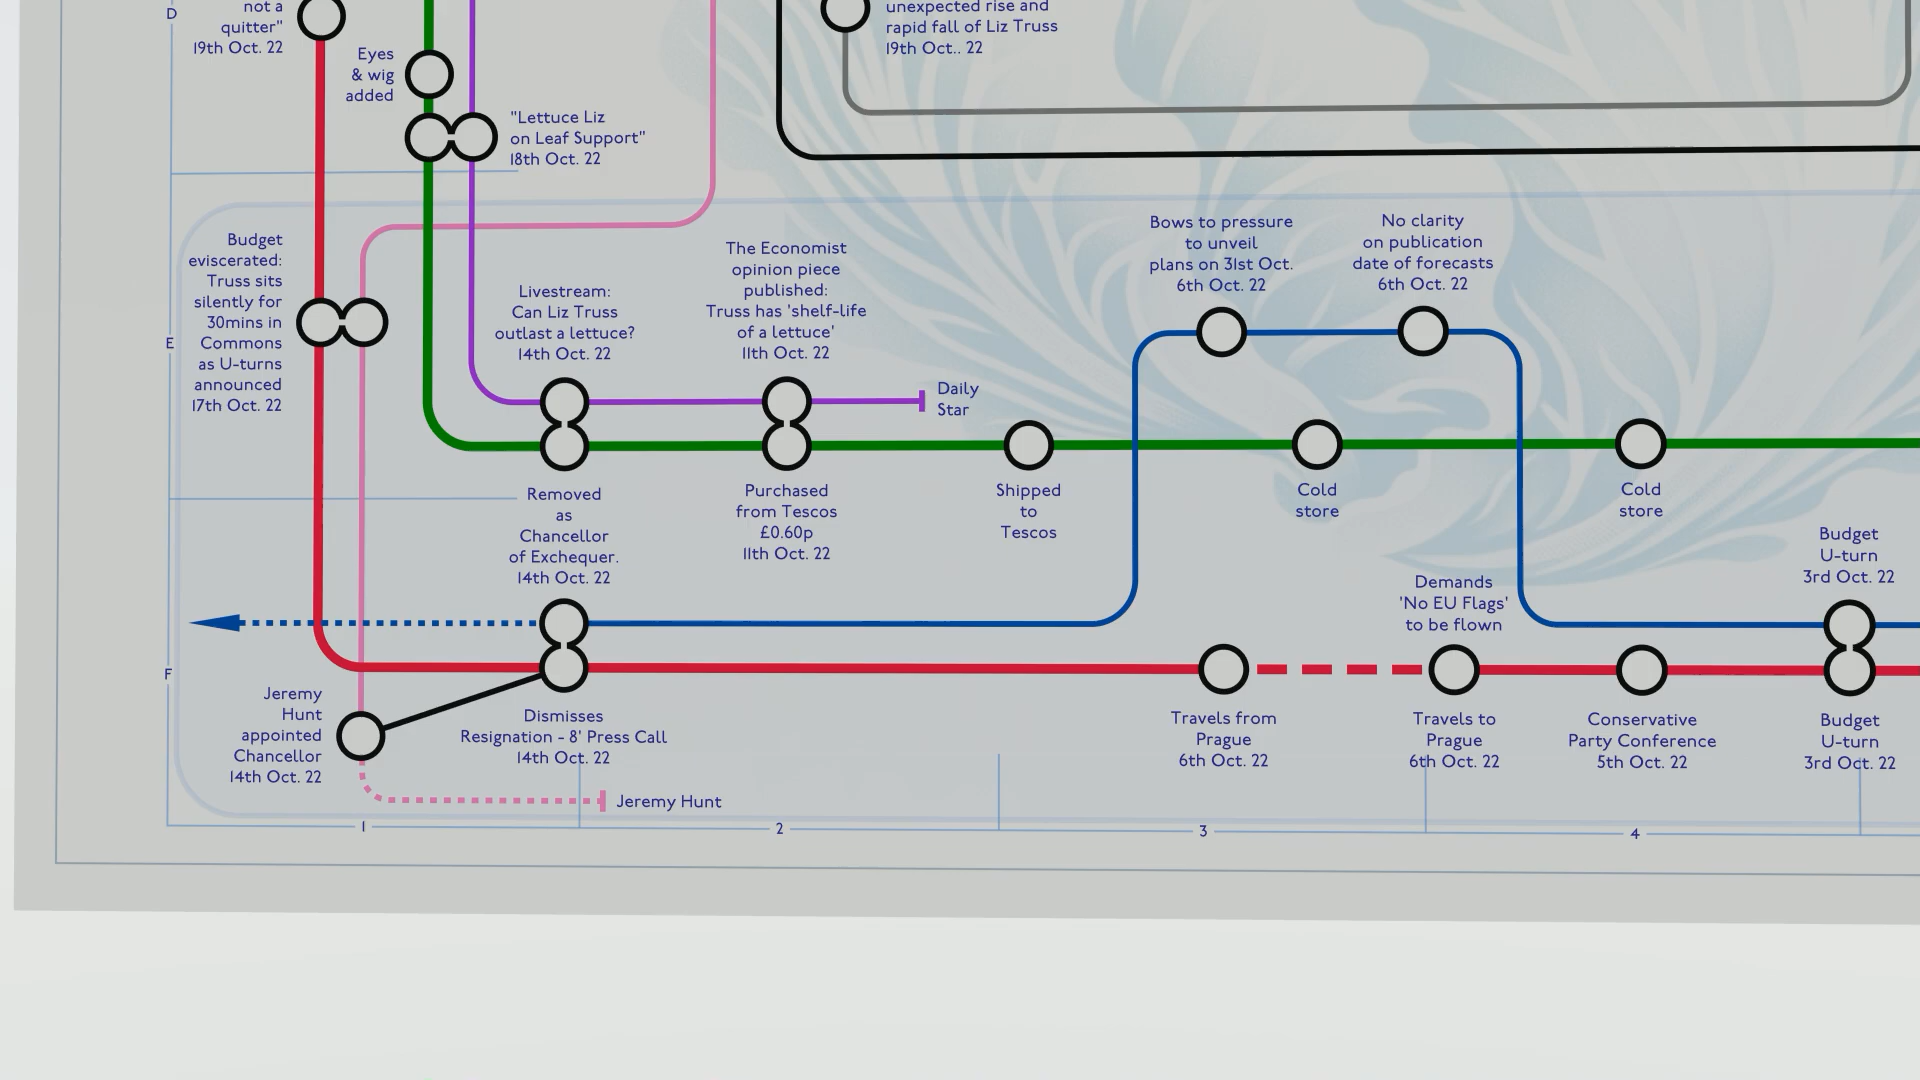 D
not a
quitter"
19th Oct. 22
Eyes
& wig
added
"Lettuce Liz
on Leaf Support"
18th Oct. 22
unexpected rise and
rapid fall of Liz Truss
19th Oct.. 22
Budget
eviscerated:
Truss sits
silently for
30mins in
Commons
as U-turns
announced
17th Oct. 22
E
Livestream:
Can Liz Truss
outlast a lettuce?
14th Oct. 22
The Economist
opinion piece
published:
Truss has 'shelf-life
of a lettuce'
11th Oct. 22
Daily
Star
Bows to pressure
to unveil
plans on 31st Oct.
6th Oct. 22
No clarity
on publication
date of forecasts
6th Oct. 22
Removed
as
Chancellor
of Exchequer.
14th Oct. 22
Purchased
from Tescos
£0.60p
11th Oct. 22
Shipped
to
Tescos
Cold
store
Cold
store
Budget
U-turn
3rd Oct. 22
Demands
'No EU Flags'
to be flown
F
Jeremy
Hunt
appointed
Chancellor
14th Oct. 22
Dismisses
Resignation - 8' Press Call
14th Oct. 22
Travels from
Prague
6th Oct. 22
Travels to
Prague
6th Oct. 22
Conservative
Party Conference
5th Oct. 22
Budget
U-turn
3rd Oct. 22
Jeremy Hunt
1
2
3
4